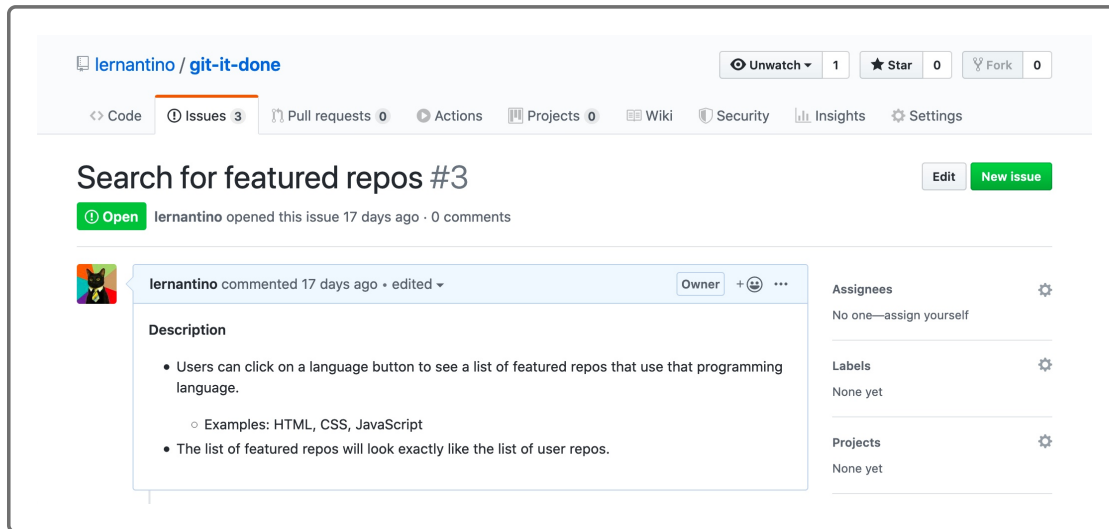 lernantino / git-it-done
Unwatch 1 Star 0 Fork 0
Code Issues 3 Pull requests 0 Actions Projects 0 Wiki Security Insights Settings
Search for featured repos #3
Edit New issue
Open lernantino opened this issue 17 days ago · 0 comments
lernantino commented 17 days ago • edited
Owner
Description
• Users can click on a language button to see a list of featured repos that use that programming
language.
○ Examples: HTML, CSS, JavaScript
• The list of featured repos will look exactly like the list of user repos.
Assignees
No one—assign yourself
Labels
None yet
Projects
None yet